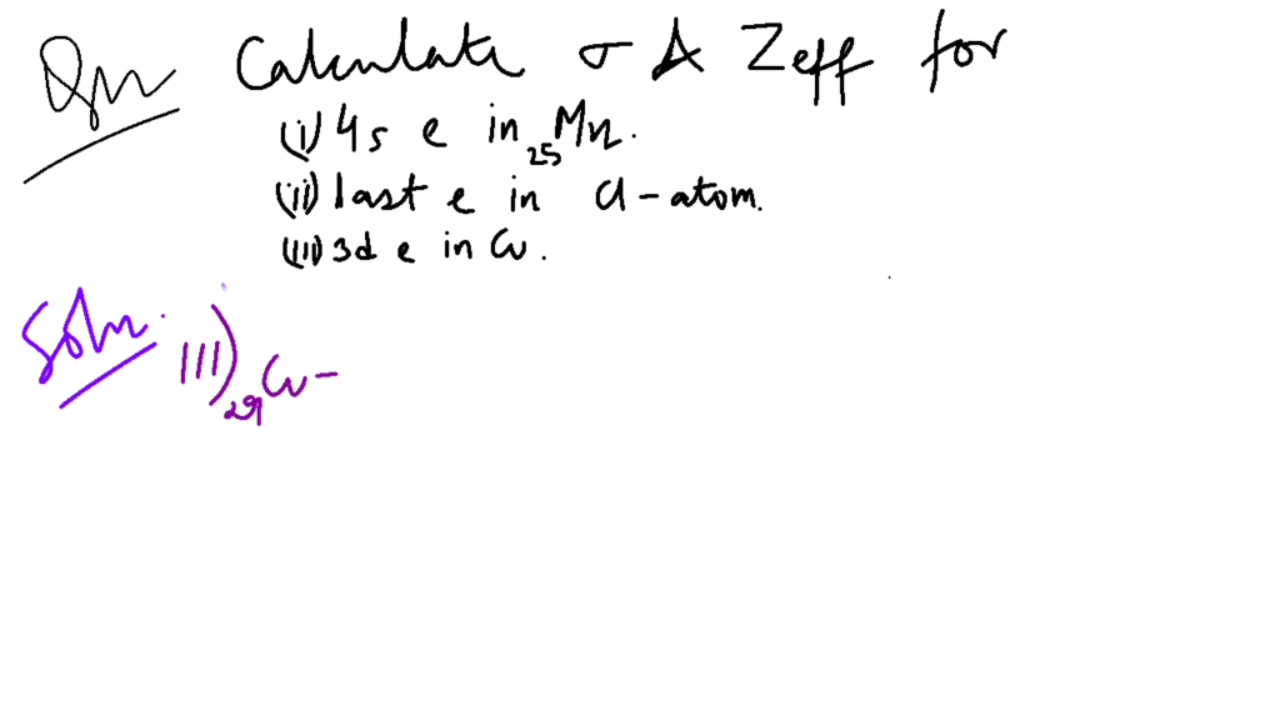 Qn Calculate σ & Zeff for
(i) 4s e in ₂₅Mn.
(ii) last e in Cl-atom.
(III) 3d e in Cu.
Soln. III) ₂₉Cu -